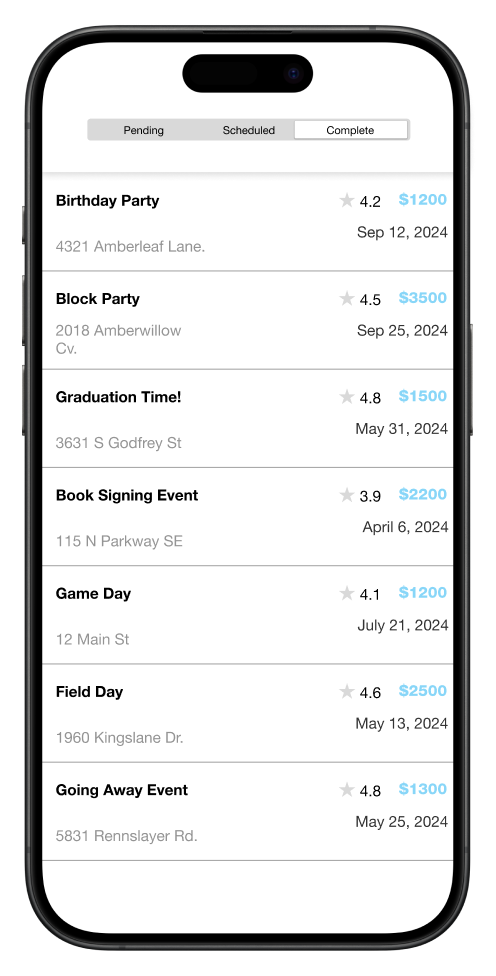 Pending Scheduled Complete
Birthday Party 4.2 $1200
Sep 12, 2024
4321 Amberleaf Lane.
Block Party 4.5 $3500
2018 Amberwillow Sep 25, 2024
Cv.
Graduation Time! 4.8 $1500
May 31, 2024
3631 S Godfrey St
Book Signing Event 3.9 $2200
April 6, 2024
115 N Parkway SE
Game Day 4.1 $1200
July 21, 2024
12 Main St
Field Day 4.6 $2500
May 13, 2024
1960 Kingslane Dr.
Going Away Event 4.8 $1300
May 25, 2024
5831 Rennslayer Rd.